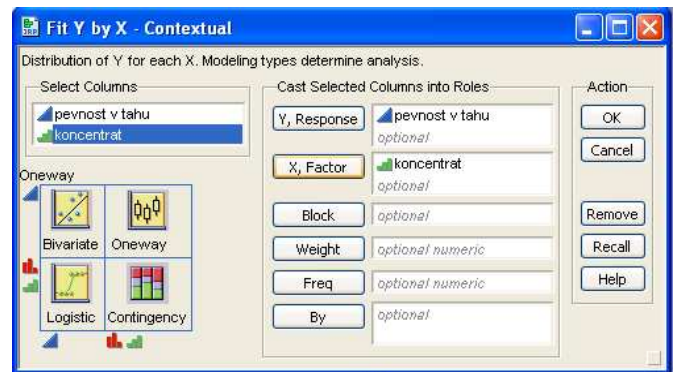 Fit Y by X - Contextual
Distribution of Y for each X. Modeling types determine analysis.
Select Columns
pevnost v tahu
koncentrat
Oneway
Bivariate
Oneway
Logistic
Contingency
Cast Selected Columns into Roles
Y, Response
pevnost v tahu
optional
X, Factor
koncentrat
optional
Block
optional
Weight
optional numeric
Freq
optional numeric
By
optional
Action
OK
Cancel
Remove
Recall
Help